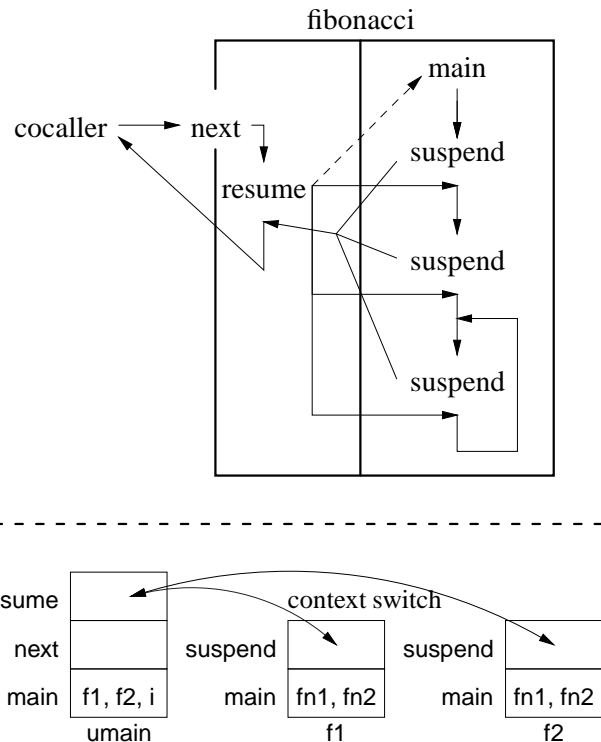 fibonacci
main
cocaller next
suspend
resume
suspend
suspend
sume context switch
next suspend suspend
main f1, f2, i main fn1, fn2 main fn1, fn2
umain f1 f2